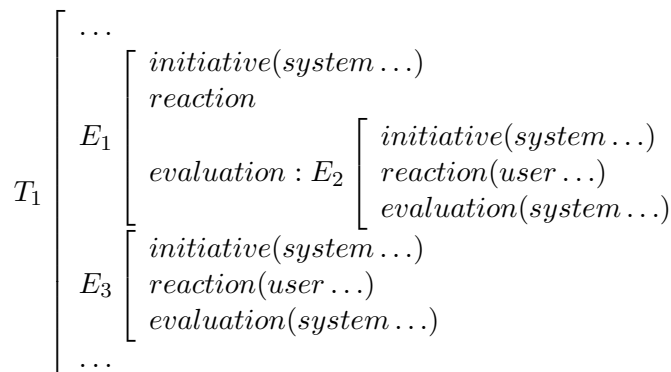 ...
initiative(system ...)
reaction
E1
evaluation : E2
initiative(system ...)
reaction(user ...)
evaluation(system ...)
T1
initiative(system ...)
E3
reaction(user ...)
evaluation(system ...)
...